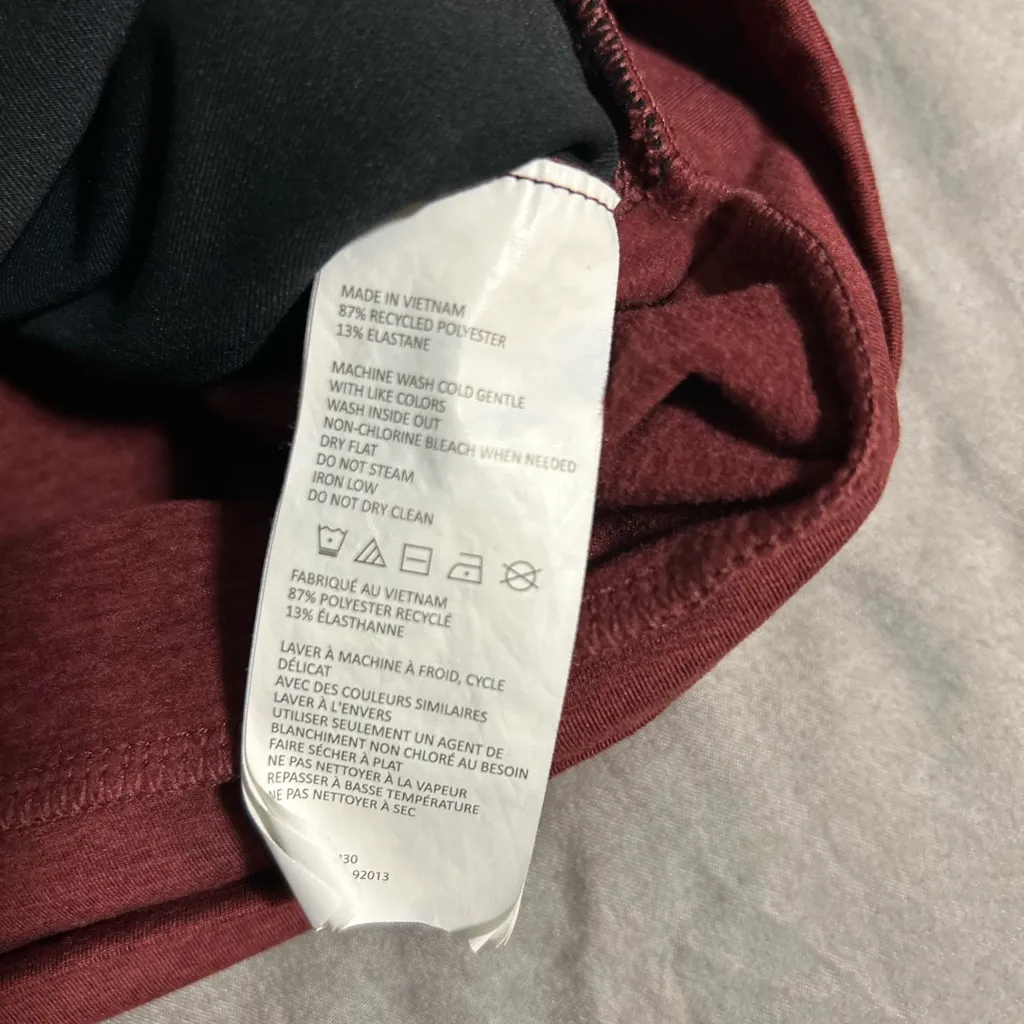 MADE IN VIETNAM
87% RECYCLED POLYESTER
13% ELASTANE
MACHINE WASH COLD GENTLE
WITH LIKE COLORS
WASH INSIDE OUT
NON-CHLORINE BLEACH WHEN NEEDED
DRY FLAT
DO NOT STEAM
IRON LOW
DO NOT DRY CLEAN
FABRIQUÉ AU VIETNAM
87% POLYESTER RECYCLÉ
13% ÉLASTHANNE
LAVER À MACHINE À FROID, CYCLE
DÉLICAT
AVEC DES COULEURS SIMILAIRES
LAVER À L'ENVERS
UTILISER SEULEMENT UN AGENT DE
BLANCHIMENT NON CHLORÉ AU BESOIN
FAIRE SÉCHER À PLAT
NE PAS NETTOYER À LA VAPEUR
REPASSER À BASSE TEMPÉRATURE
NE PAS NETTOYER À SEC
30
92013